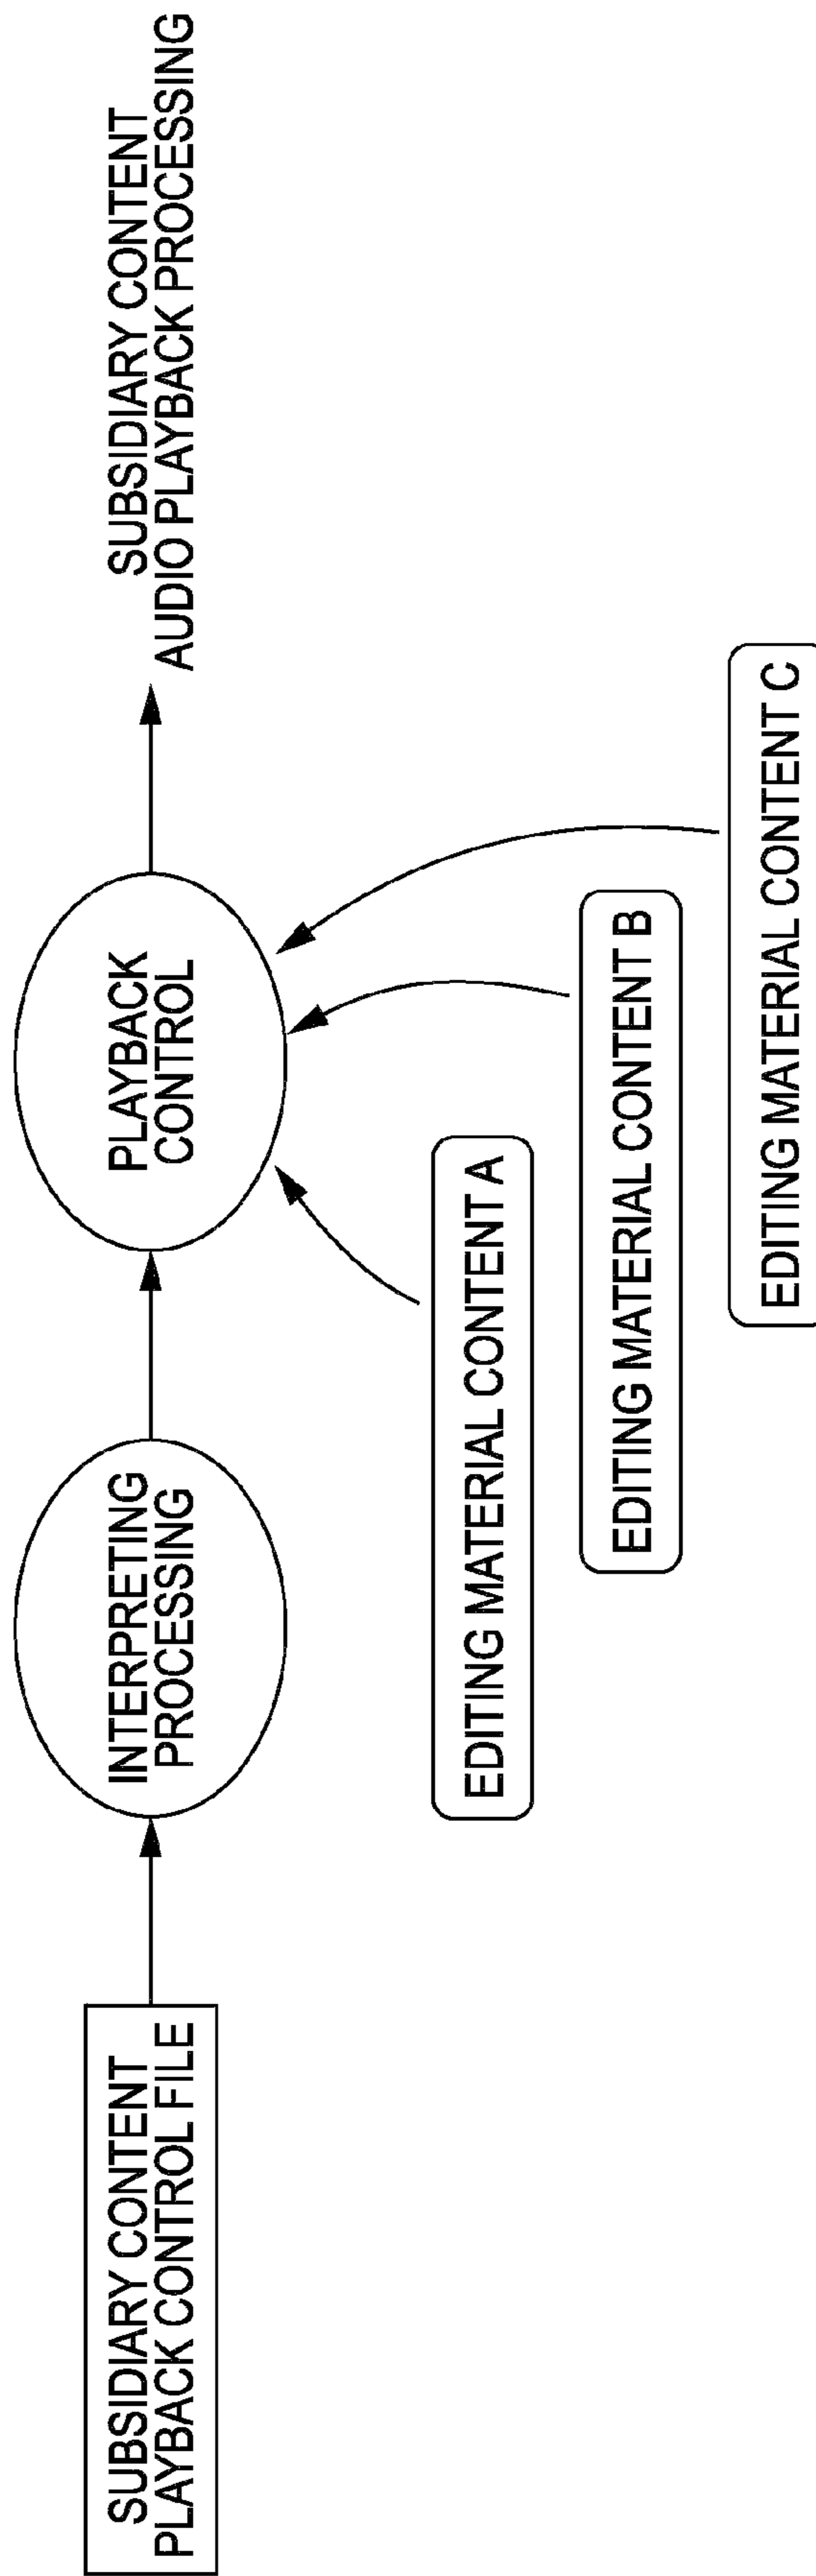 SUBSIDIARY CONTENT
PLAYBACK CONTROL FILE
INTERPRETING
PROCESSING
PLAYBACK
CONTROL
SUBSIDIARY CONTENT
AUDIO PLAYBACK PROCESSING
EDITING MATERIAL CONTENT A
EDITING MATERIAL CONTENT B
EDITING MATERIAL CONTENT C